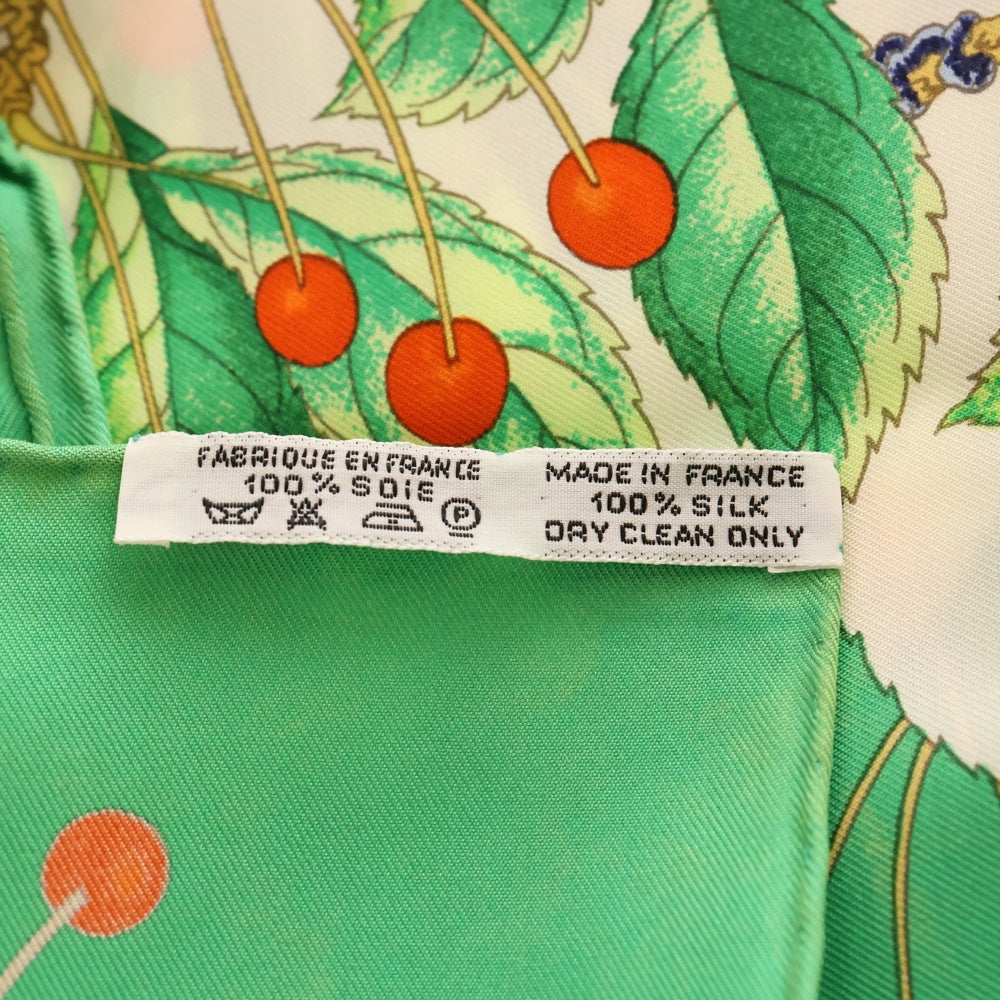 FABRIQUE EN FRANCE
100% SOIE
P
MADE IN FRANCE
100% SILK
DRY CLEAN ONLY